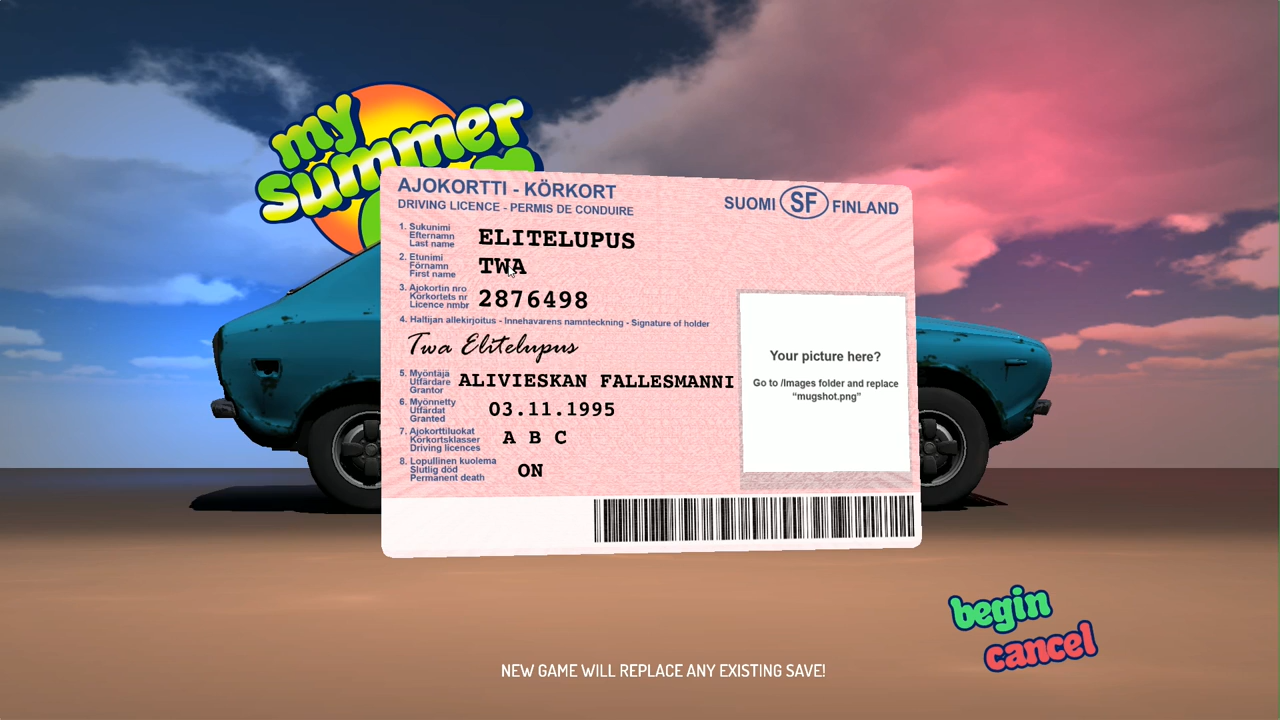 my
summer
AJOKORTTI - KÖRKORT
DRIVING LICENCE - PERMIS DE CONDUIRE
SUOMI SF FINLAND
1. Sukunimi
Efternamn
Last name
ELITELUPUS
2. Etunimi
Förnamn
First name
TWA
3. Ajokortin nro
Körkortets nr
Licence nmbr
2876498
4. Haltijan allekirjoitus - Innehavarens namnteckning - Signature of holder
Twa Elitelupus
5. Myöntäjä
Utfärdare
Grantor
ALIVIESKAN FALLESMANNI
6. Myönnetty
Utfärdat
Granted
03.11.1995
7. Ajokorttiluokat
Körkortsklasser
Driving licences
A B C
8. Lopullinen kuolema
Slutlig död
Permanent death
ON
Your picture here?
Go to /Images folder and replace
"mugshot.png"
begin
cancel
NEW GAME WILL REPLACE ANY EXISTING SAVE!